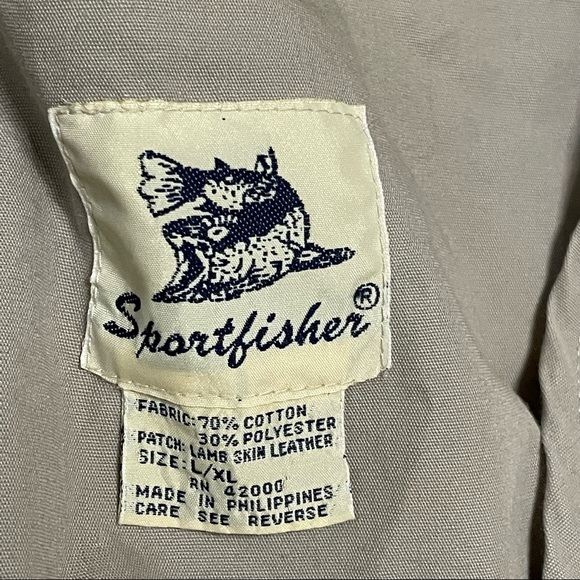 Sportfisher®
FABRIC: 70% COTTON
30% POLYESTER
PATCH: LAMB SKIN LEATHER
SIZE: L/XL
RN 42000
MADE IN PHILIPPINES
CARE SEE REVERSE